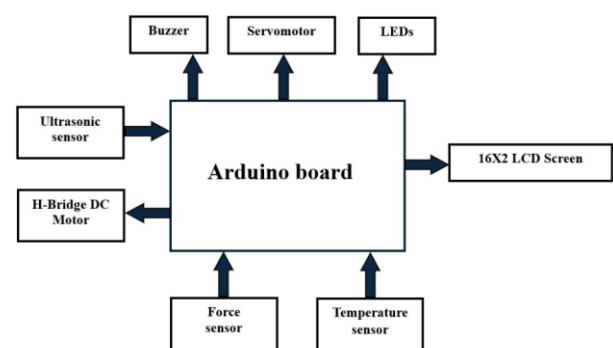 Buzzer
Servomotor
LEDs
Ultrasonic
sensor
Arduino board
16X2 LCD Screen
H-Bridge DC
Motor
Force
sensor
Temperature
sensor